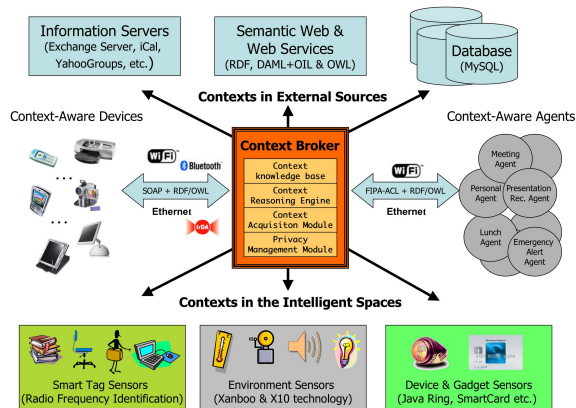 Information Servers
(Exchange Server, iCal,
YahooGroups, etc.)
Semantic Web &
Web Services
(RDF, DAML+OIL & OWL)
Database
(MySQL)
Contexts in External Sources
Context-Aware Devices
Context-Aware Agents
Wi Fi
Bluetooth
SOAP + RDF/OWL
Ethernet
IrDA
Context Broker
Context
knowledge base
Context
Reasoning Engine
Context
Acquisiton Module
Privacy
Management Module
Wi Fi
FIPA-ACL + RDF/OWL
Ethernet
Meeting
Agent
Personal
Agent
Presentation
Rec. Agent
Lunch
Agent
Emergency
Alert
Agent
Contexts in the Intelligent Spaces
Smart Tag Sensors
(Radio Frequency Identification)
Environment Sensors
(Xanboo & X10 technology)
Device & Gadget Sensors
(Java Ring, SmartCard etc.)